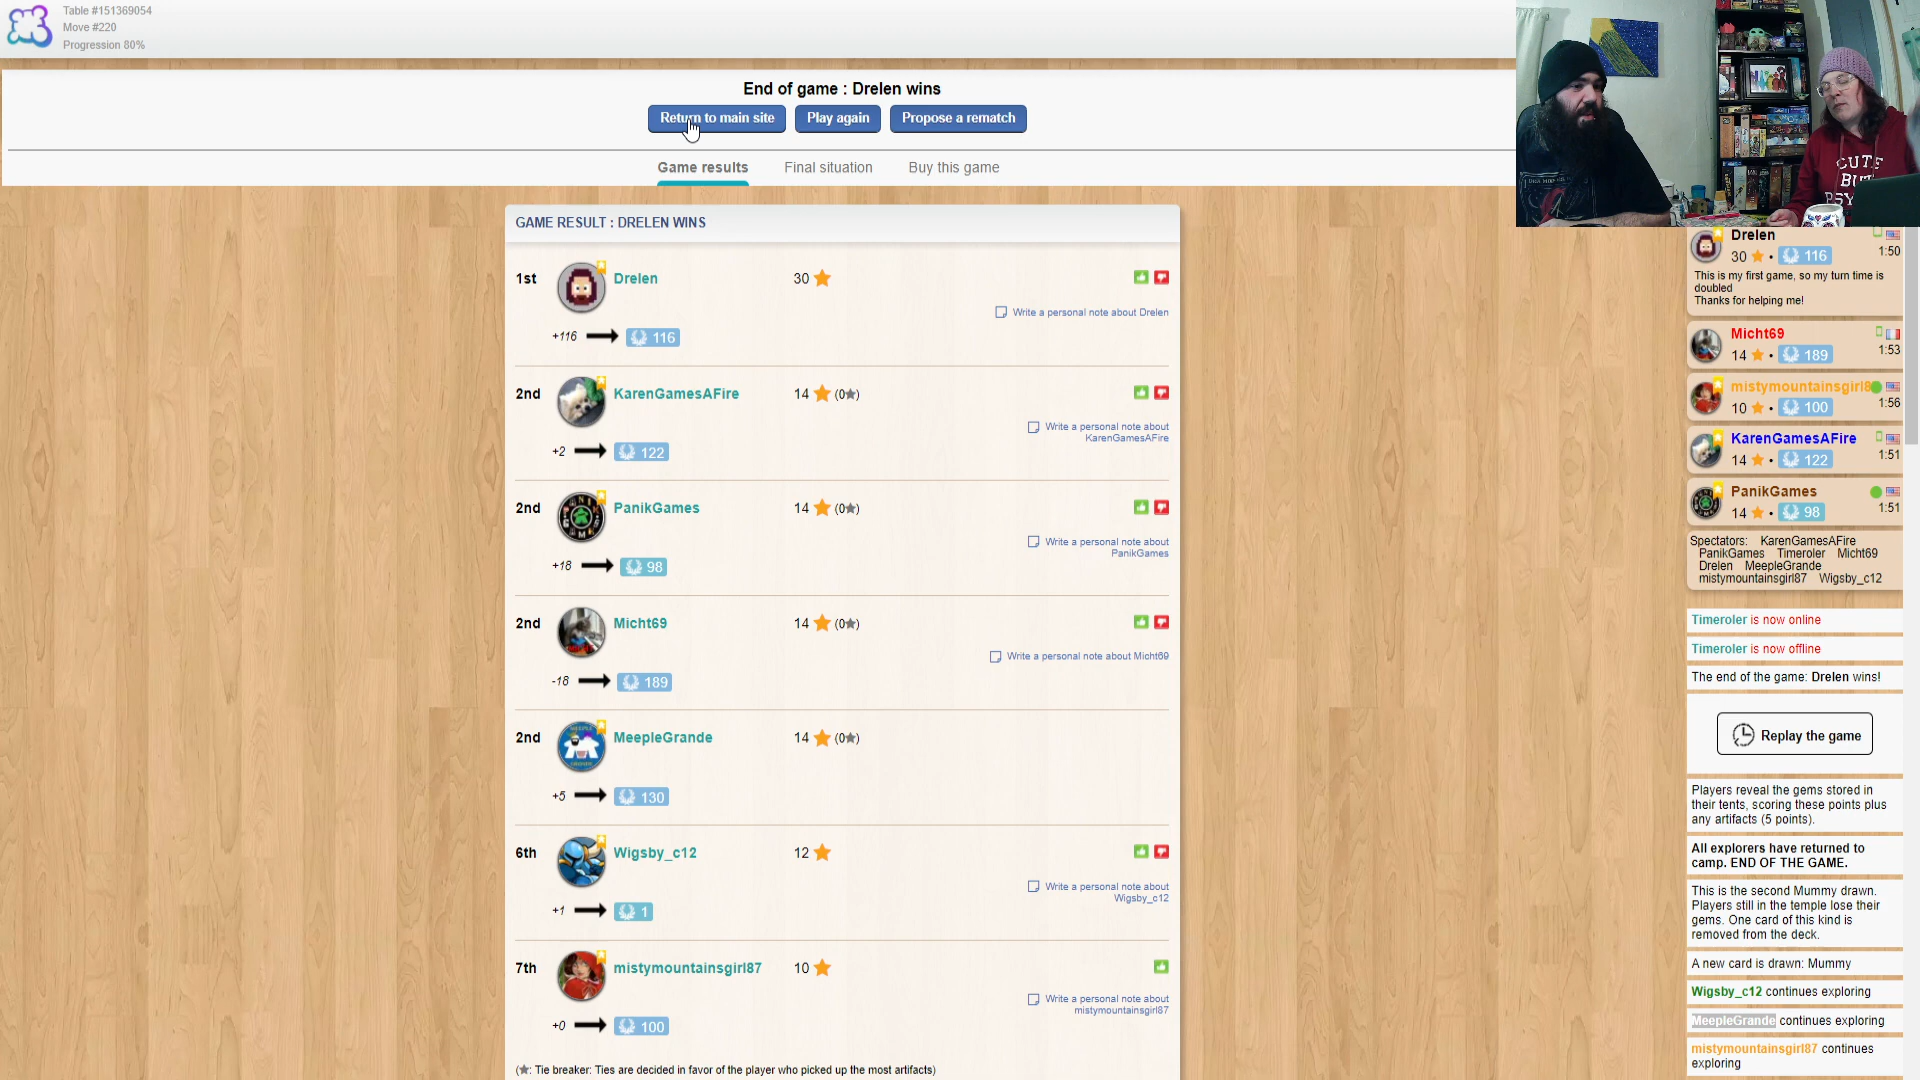 Table #151369054
Move #220
Progression 80%
End of game : Drelen wins
Return to main site
Play again
Propose a rematch
Game results
Final situation
Buy this game
GAME RESULT : DRELEN WINS
1st
Drelen
30
Write a personal note about Drelen
+116
116
2nd
KarenGamesAFire
14 (0)
Write a personal note about
KarenGamesAFire
+2
122
2nd
PanikGames
14 (0)
Write a personal note about
PanikGames
+18
98
2nd
Micht69
14 (0)
Write a personal note about Micht69
-18
189
2nd
MeepleGrande
14 (0)
+5
130
6th
Wigsby_c12
12
Write a personal note about
Wigsby_c12
+1
1
7th
mistymountainsgirl87
10
Write a personal note about
mistymountainsgirl87
+0
100
(★: Tie breaker: Ties are decided in favor of the player who picked up the most artifacts)
CUTE
BUT
Drelen
30 • 116
1:50
This is my first game, so my turn time is
doubled
Thanks for helping me!
Micht69
14 • 189
1:53
mistymountainsgirl8
10 • 100
1:56
KarenGamesAFire
14 • 122
1:51
PanikGames
14 • 98
1:51
Spectators: KarenGamesAFire
PanikGames Timeroler Micht69
Drelen MeepleGrande
mistymountainsgirl87 Wigsby_c12
Timeroler is now online
Timeroler is now offline
The end of the game: Drelen wins!
Replay the game
Players reveal the gems stored in
their tents, scoring these points plus
any artifacts (5 points).
All explorers have returned to
camp. END OF THE GAME.
This is the second Mummy drawn.
Players still in the temple lose their
gems. One card of this kind is
removed from the deck.
A new card is drawn: Mummy
Wigsby_c12 continues exploring
MeepleGrande continues exploring
mistymountainsgirl87 continues
exploring